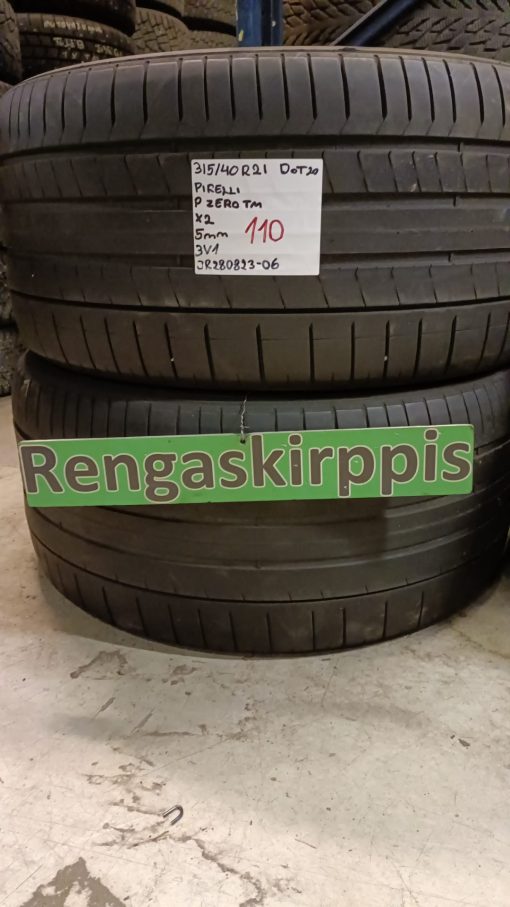 315/40R21 DOT20
PIRELLI
P ZERO TM
X2
5mm 110
3V1
JR280823-06
Rengaskirppis